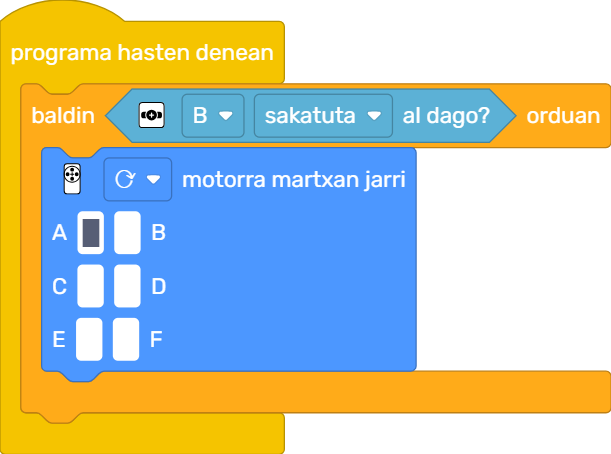 programa hasten denean
baldin B sakatuta al dago? orduan
motorra martxan jarri
A B
C D
E F